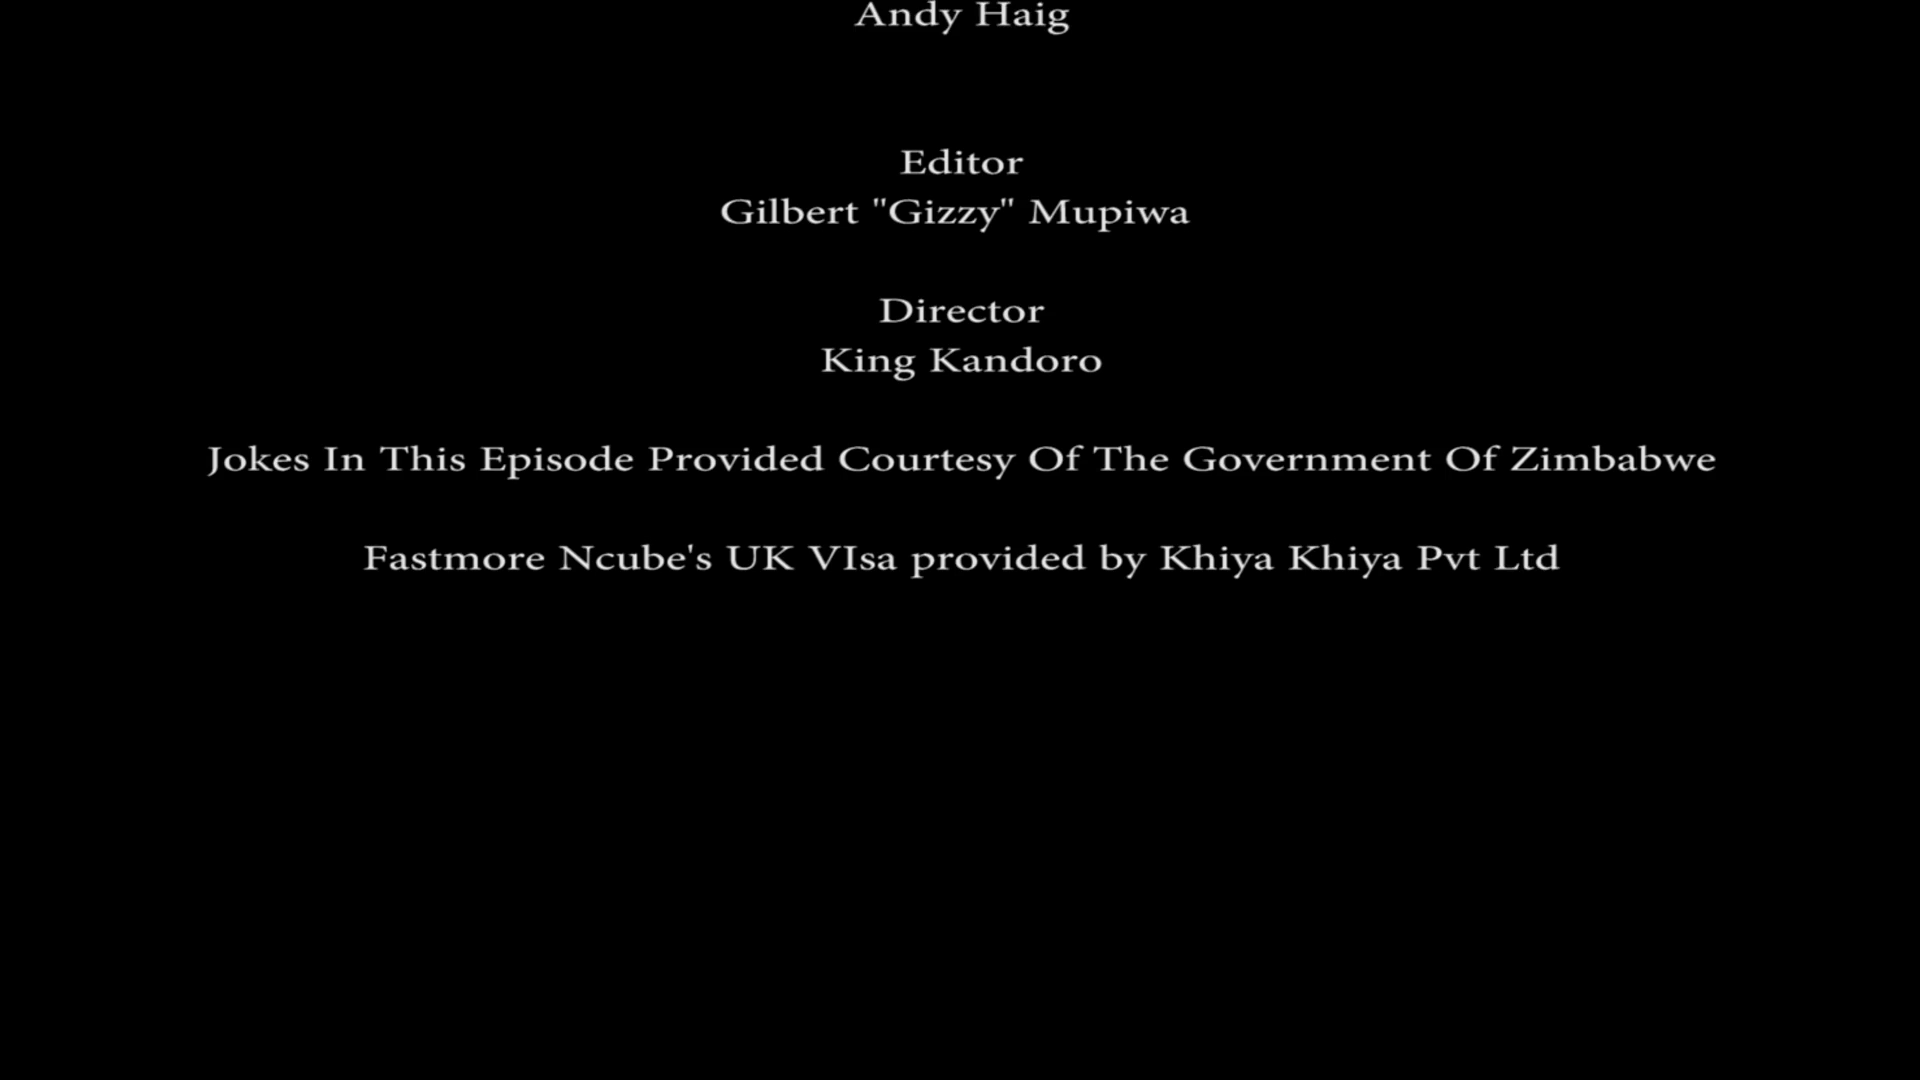 Andy Haig
Editor
Gilbert "Gizzy" Mupiwa
Director
King Kandoro
Jokes In This Episode Provided Courtesy Of The Government Of Zimbabwe
Fastmore Ncube's UK VIsa provided by Khiya Khiya Pvt Ltd